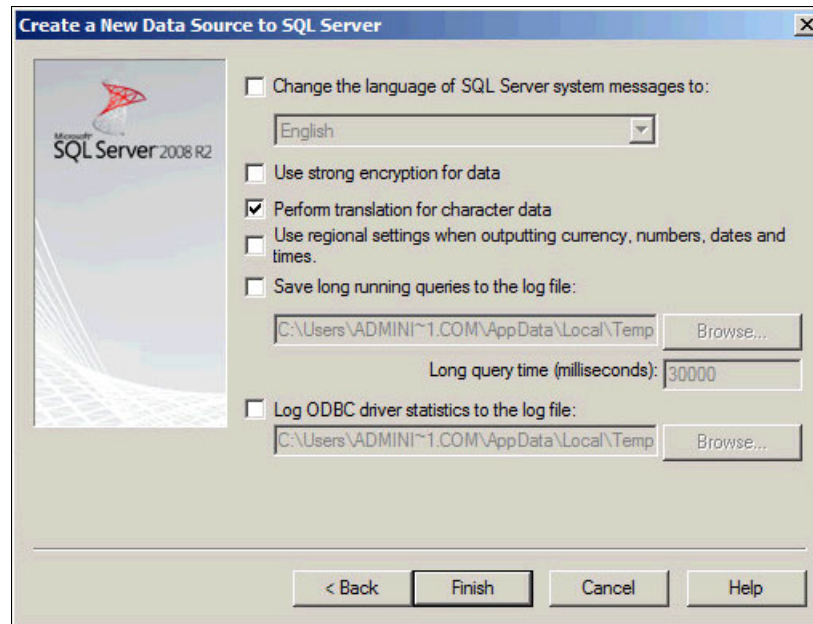 Create a New Data Source to SQL Server
Microsoft
SQL Server 2008 R2
Change the language of SQL Server system messages to:
English
Use strong encryption for data
Perform translation for character data
Use regional settings when outputting currency, numbers, dates and
times.
Save long running queries to the log file:
C:\Users\ADMINI~1.COM\AppData\Local\Temp
Browse...
Long query time (milliseconds):
30000
Log ODBC driver statistics to the log file:
C:\Users\ADMINI~1.COM\AppData\Local\Temp
Browse...
< Back
Finish
Cancel
Help